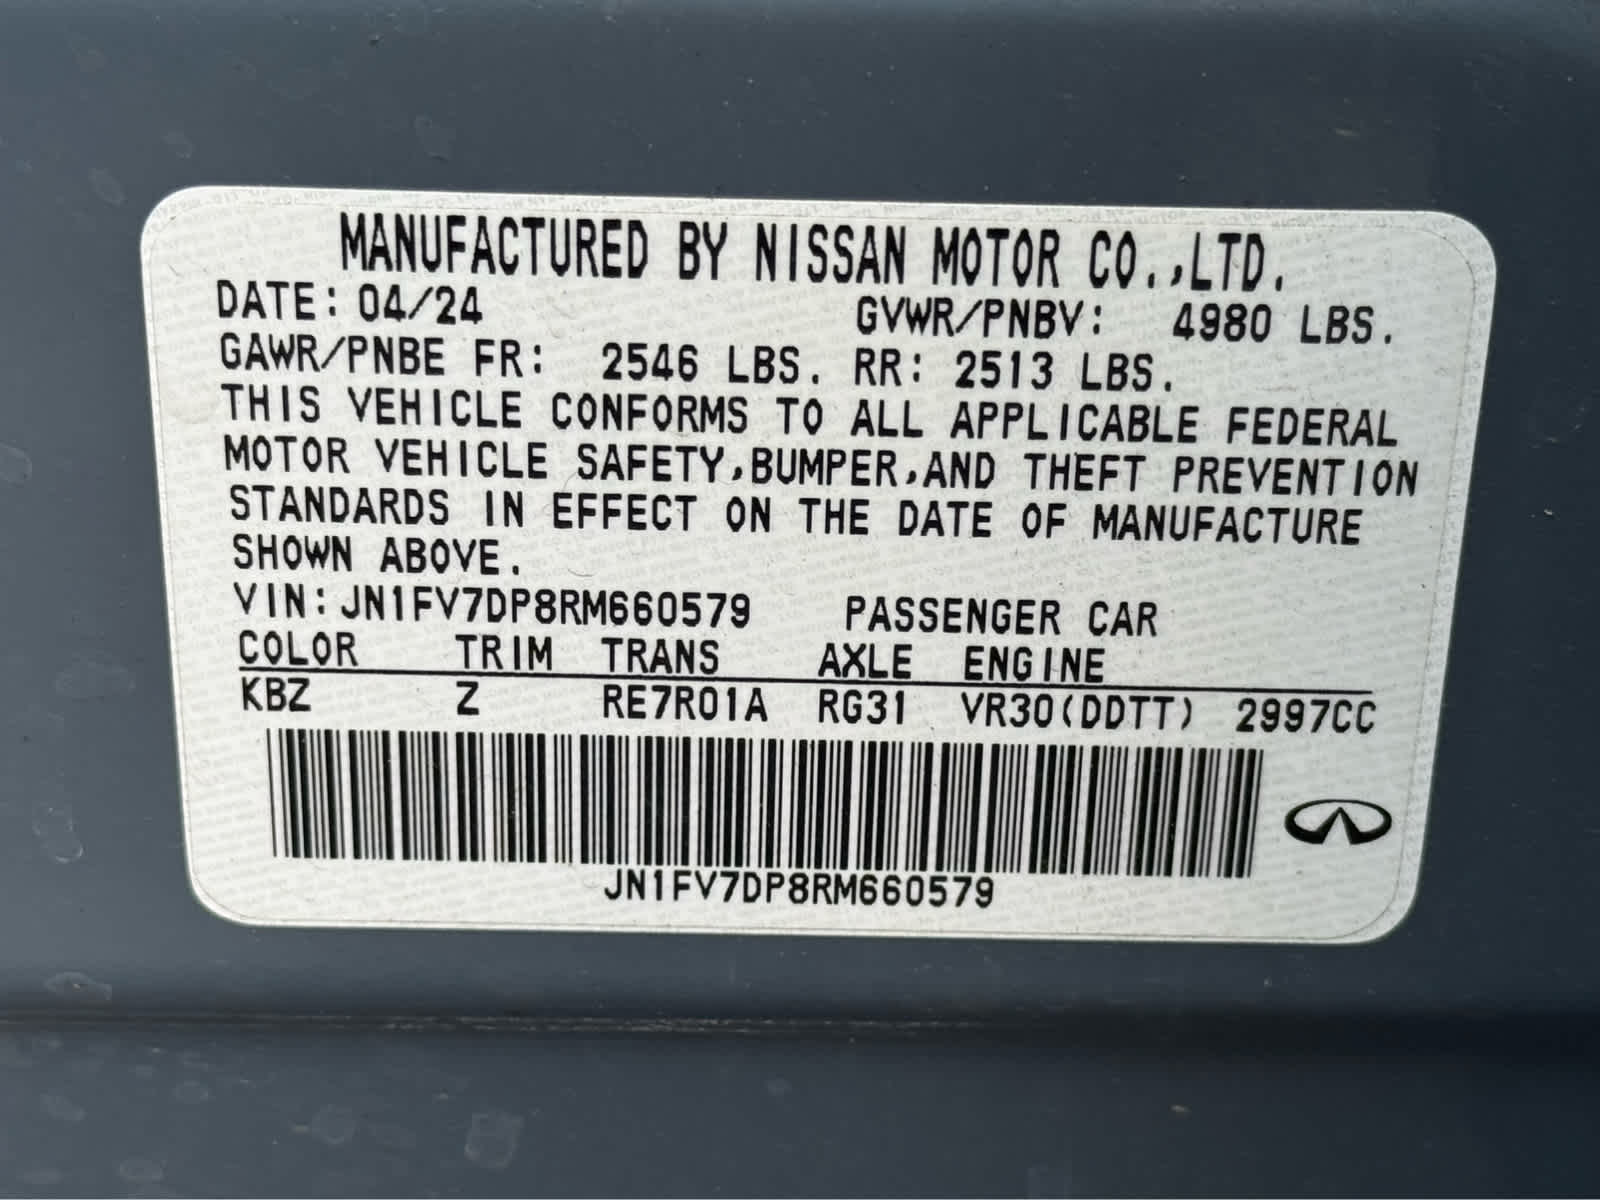 MANUFACTURED BY NISSAN MOTOR CO.,LTD.
DATE: 04/24 GVWR/PNBV: 4980 LBS.
GAWR/PNBE FR: 2546 LBS. RR: 2513 LBS.
THIS VEHICLE CONFORMS TO ALL APPLICABLE FEDERAL
MOTOR VEHICLE SAFETY,BUMPER,AND THEFT PREVENTION
STANDARDS IN EFFECT ON THE DATE OF MANUFACTURE
SHOWN ABOVE.
VIN:JN1FV7DP8RM660579 PASSENGER CAR
COLOR TRIM TRANS AXLE ENGINE
KBZ Z RE7R01A RG31 VR30(DDTT) 2997CC
JN1FV7DP8RM660579